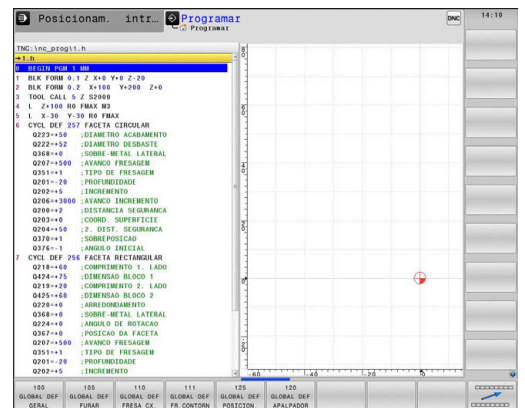 Posicionam. intr...
Programar
Programar
DNC
14:10
TNC:\nc_prog\1.h
→1.h
0 BEGIN PGM 1 MM
1 BLK FORM 0.1 Z X+0 Y+0 Z-20
2 BLK FORM 0.2 X+100 Y+200 Z+0
3 TOOL CALL 5 Z S2000
4 L Z+100 R0 FMAX M3
5 L X-30 Y-30 R0 FMAX
6 CYCL DEF 257 FACETA CIRCULAR
Q223=+50 ;DIAMETRO ACABAMENTO
Q222=+52 ;DIAMETRO DESBASTE
Q368=+0 ;SOBRE-METAL LATERAL
Q207=+500 ;AVANCO FRESAGEM
Q351=+1 ;TIPO DE FRESAGEM
Q201=-20 ;PROFUNDIDADE
Q202=+5 ;INCREMENTO
Q206=+3000 ;AVANCO INCREMENTO
Q200=+2 ;DISTANCIA SEGURANCA
Q203=+0 ;COORD. SUPERFICIE
Q204=+50 ;2. DIST. SEGURANCA
Q370=+1 ;SOBREPOSICAO
Q376=-1 ;ANGULO INICIAL
7 CYCL DEF 256 FACETA RECTANGULAR
Q218=+60 ;COMPRIMENTO 1. LADO
Q424=+75 ;DIMENSAO BLOCO 1
Q219=+20 ;COMPRIMENTO 2. LADO
Q425=+60 ;DIMENSAO BLOCO 2
Q220=+0 ;ARREDONDAMENTO
Q368=+0 ;SOBRE-METAL LATERAL
Q224=+0 ;ANGULO DE ROTACAO
Q367=+0 ;POSICAO DA FACETA
Q207=+500 ;AVANCO FRESAGEM
Q351=+1 ;TIPO DE FRESAGEM
Q201=-20 ;PROFUNDIDADE
Q202=+5 ;INCREMENTO
-60 -40 -20 0
100 GLOBAL DEF GERAL
105 GLOBAL DEF FURAR
110 GLOBAL DEF FRESA CX.
111 GLOBAL DEF FR.CONTORN
125 GLOBAL DEF POSICION.
120 GLOBAL DEF APALPADOR